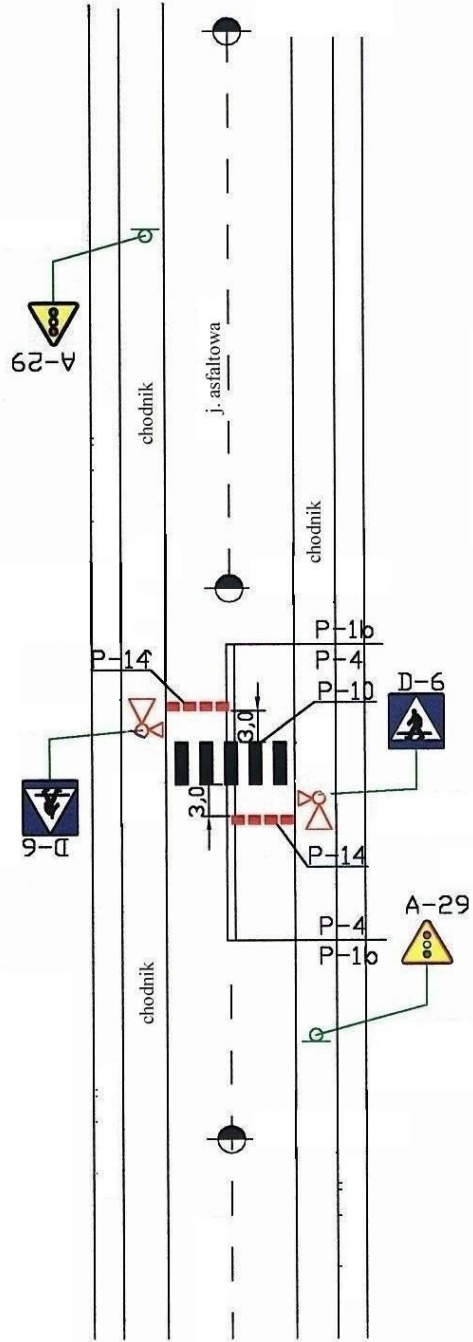 A-29
chodnik
j. asfaltowa
chodnik
P-1b
P-14
P-4
D-6
P-10
3,0
3,0
D-6
P-14
A-29
P-4
P-1b
chodnik